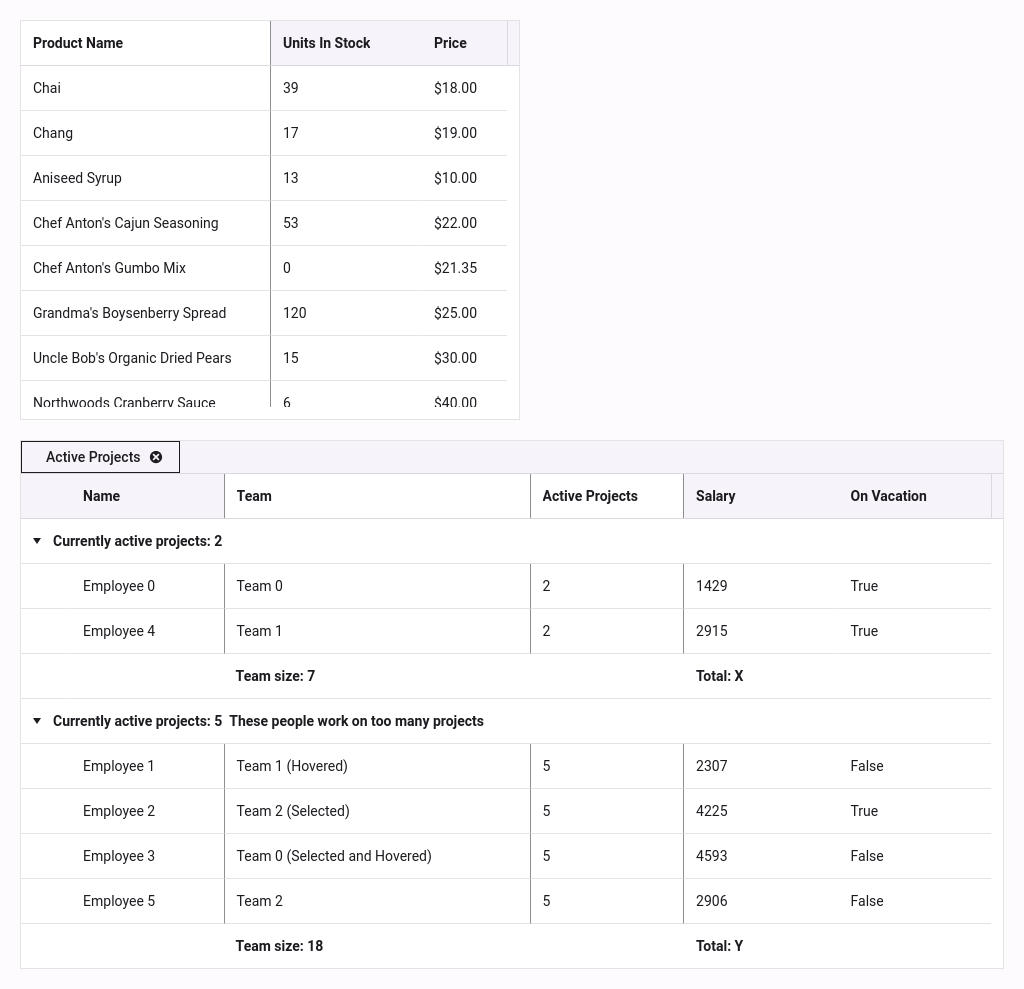 Product Name Units In Stock Price
Chai 39 $18.00
Chang 17 $19.00
Aniseed Syrup 13 $10.00
Chef Anton's Cajun Seasoning 53 $22.00
Chef Anton's Gumbo Mix 0 $21.35
Grandma's Boysenberry Spread 120 $25.00
Uncle Bob's Organic Dried Pears 15 $30.00
Northwoods Cranberry Sauce 6 $40.00
Active Projects
Name Team Active Projects Salary On Vacation
Currently active projects: 2
Employee 0 Team 0 2 1429 True
Employee 4 Team 1 2 2915 True
Team size: 7 Total: X
Currently active projects: 5 These people work on too many projects
Employee 1 Team 1 (Hovered) 5 2307 False
Employee 2 Team 2 (Selected) 5 4225 True
Employee 3 Team 0 (Selected and Hovered) 5 4593 False
Employee 5 Team 2 5 2906 False
Team size: 18 Total: Y